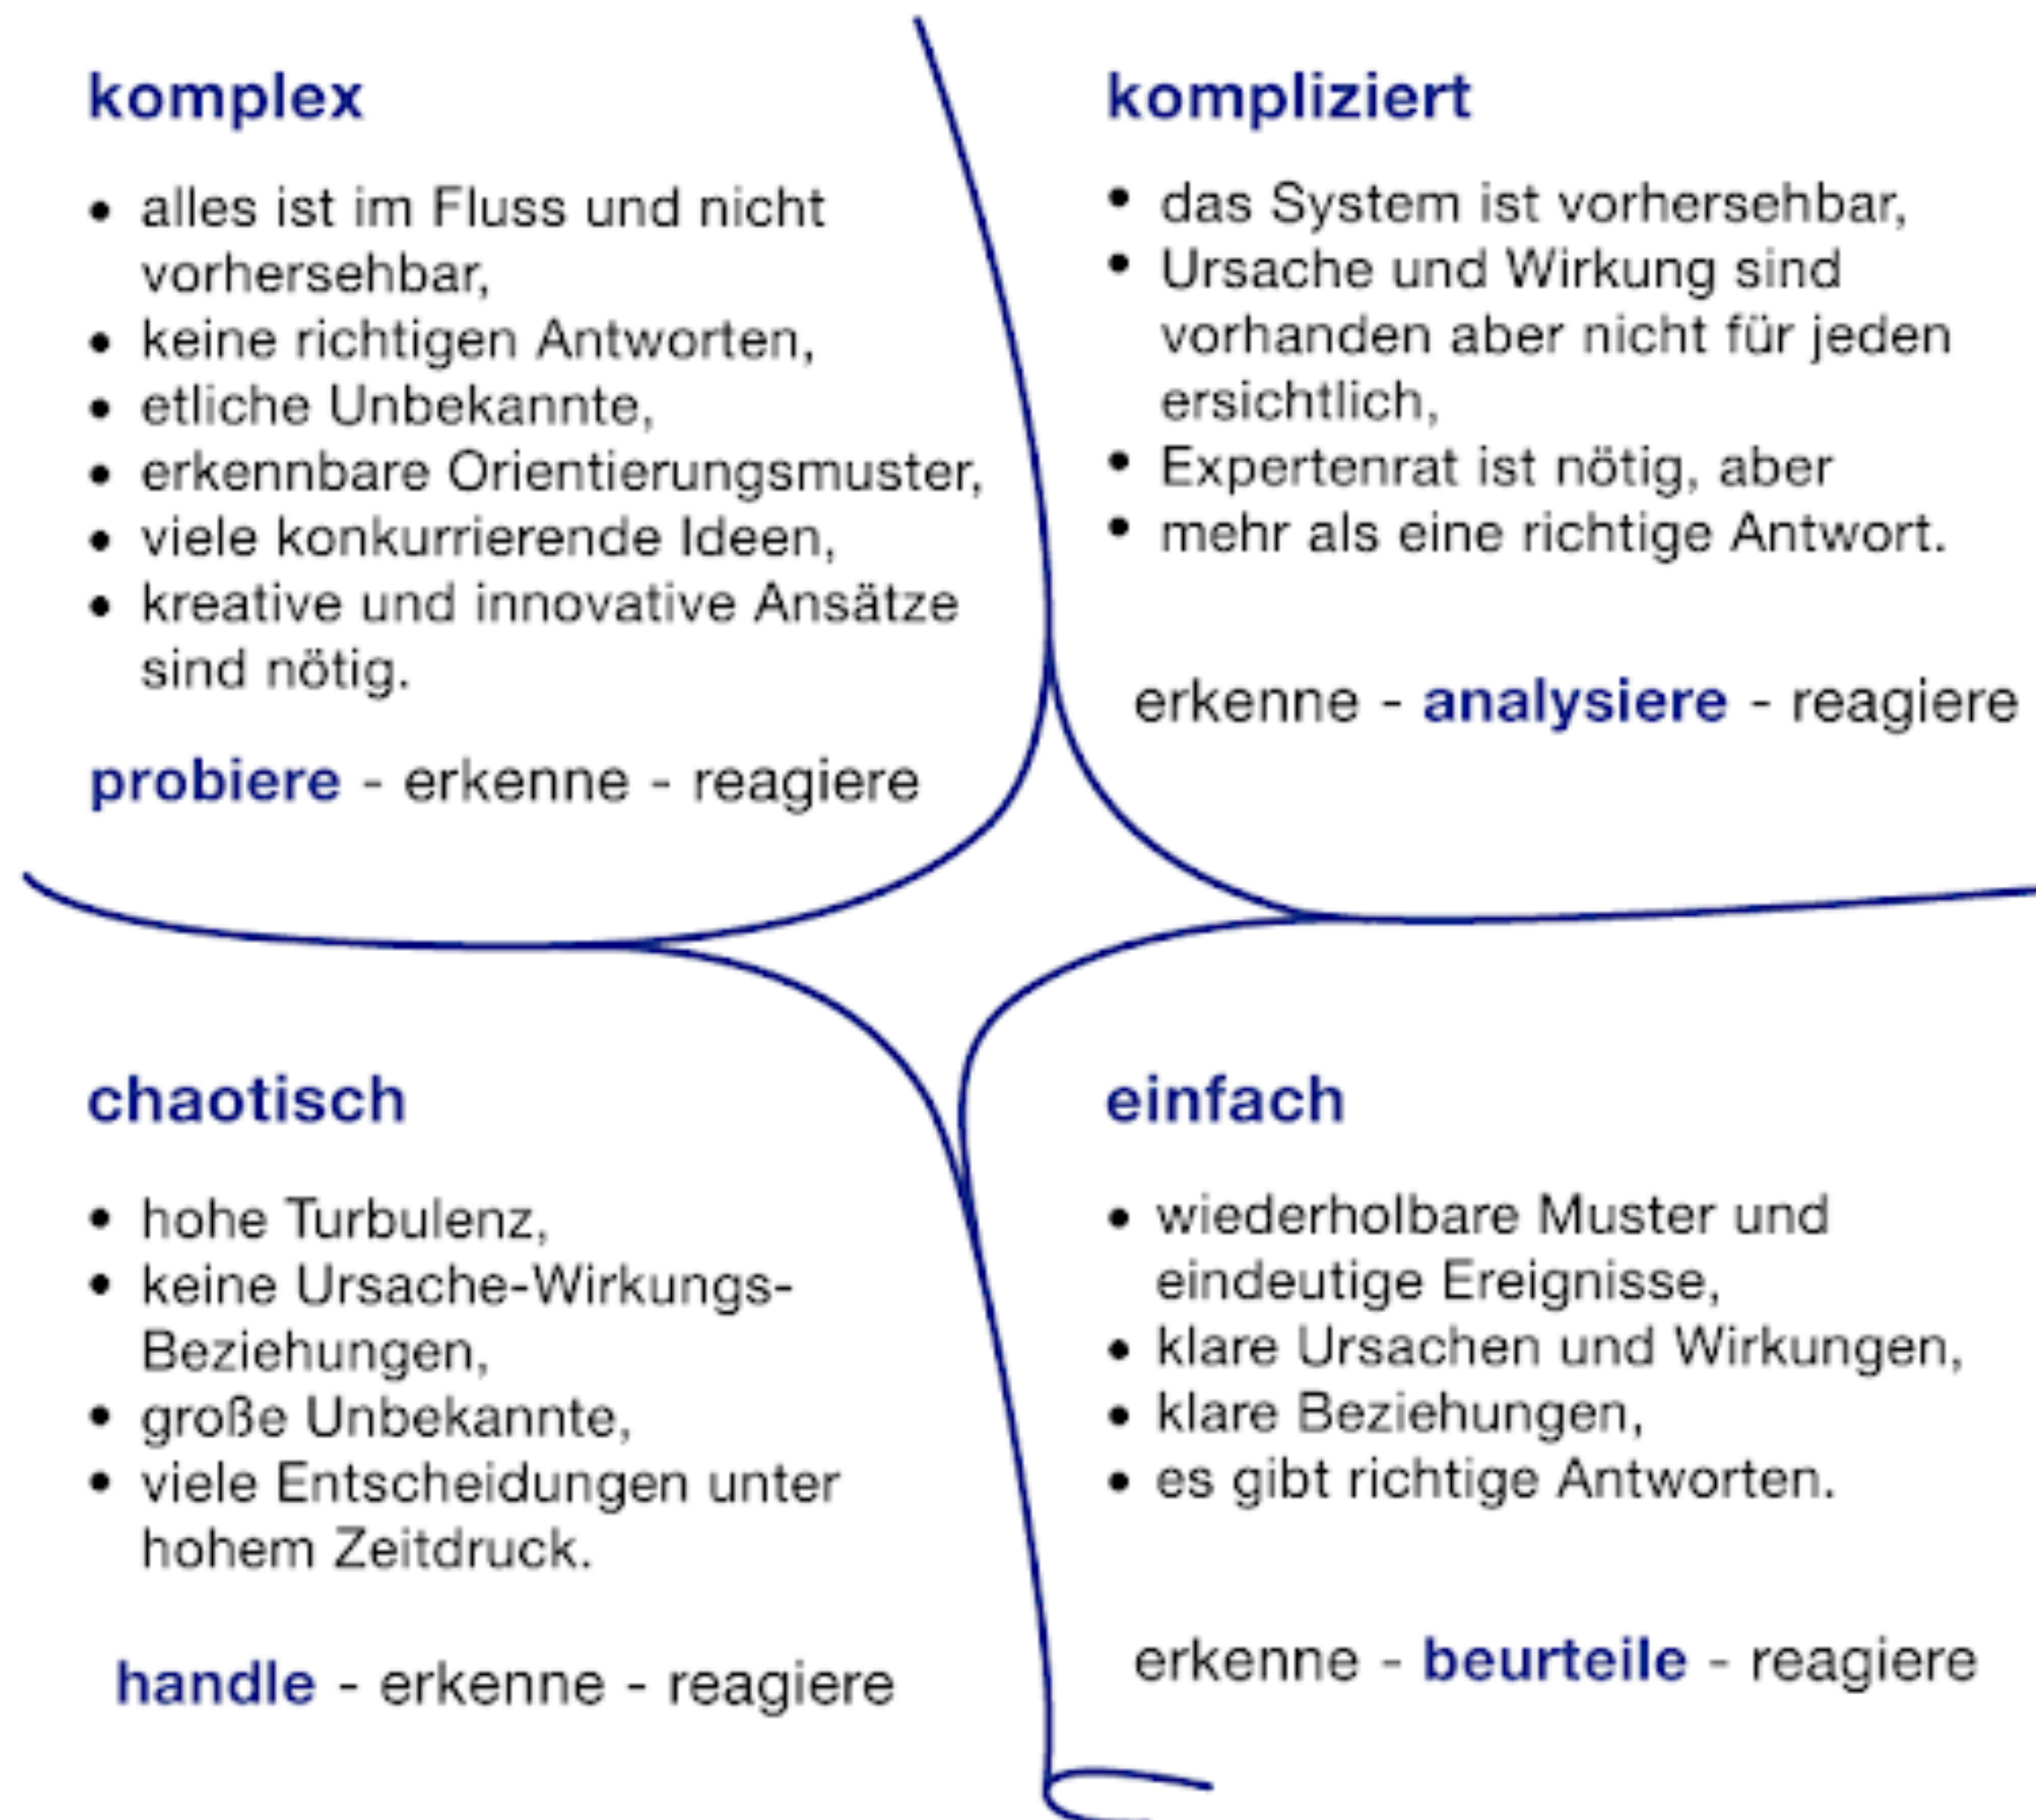 komplex
• alles ist im Fluss und nicht
vorhersehbar,
• keine richtigen Antworten,
• etliche Unbekannte,
• erkennbare Orientierungsmuster,
• viele konkurrierende Ideen,
• kreative und innovative Ansätze
sind nötig.
probiere - erkenne - reagiere
kompliziert
• das System ist vorhersehbar,
• Ursache und Wirkung sind
vorhanden aber nicht für jeden
ersichtlich,
• Expertenrat ist nötig, aber
• mehr als eine richtige Antwort.
erkenne - analysiere - reagiere
chaotisch
• hohe Turbulenz,
• keine Ursache-Wirkungs-
Beziehungen,
• große Unbekannte,
• viele Entscheidungen unter
hohem Zeitdruck.
handle - erkenne - reagiere
einfach
• wiederholbare Muster und
eindeutige Ereignisse,
• klare Ursachen und Wirkungen,
• klare Beziehungen,
• es gibt richtige Antworten.
erkenne - beurteile - reagiere